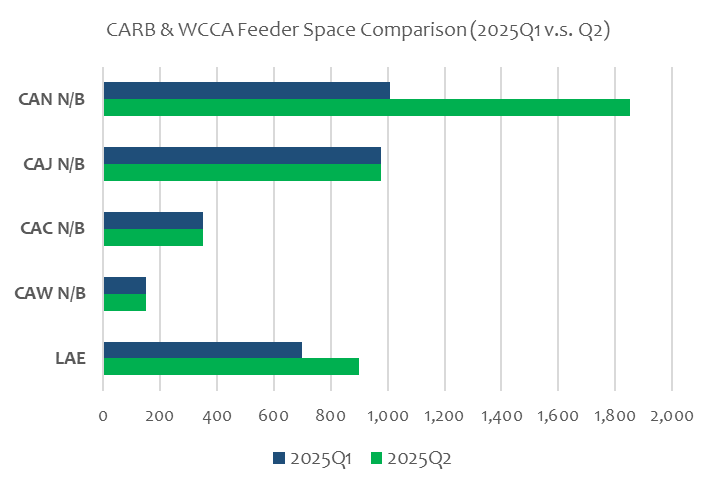 CARB & WCCA Feeder Space Comparison (2025Q1 v.s. Q2)
CAN N/B
CAJ N/B
CAC N/B
CAW N/B
LAE
0 200 400 600 800 1,000 1,200 1,400 1,600 1,800 2,000
2025Q1 2025Q2